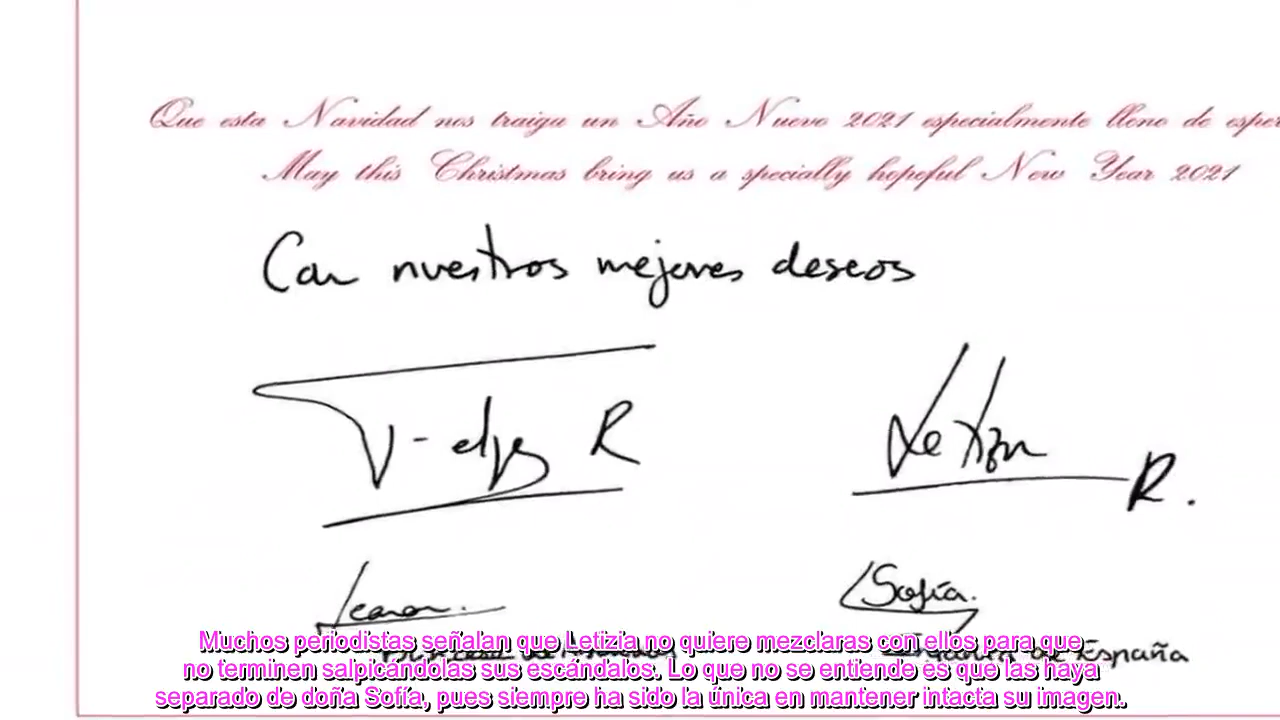 Que esta Navidad nos traiga un Año Nuevo 2021 especialmente lleno de esper
May this Christmas bring us a specially hopeful New Year 2021
Con nuestros mejores deseos
Felipe R
Letizia R.
Leonor.
Sofía.
España
Muchos periodistas señalan que Letizia no quiere mezclaras con ellos para que
no terminen salpicándolas sus escándalos. Lo que no se entiende es que las haya
separado de doña Sofía, pues siempre ha sido la única en mantener intacta su imagen.